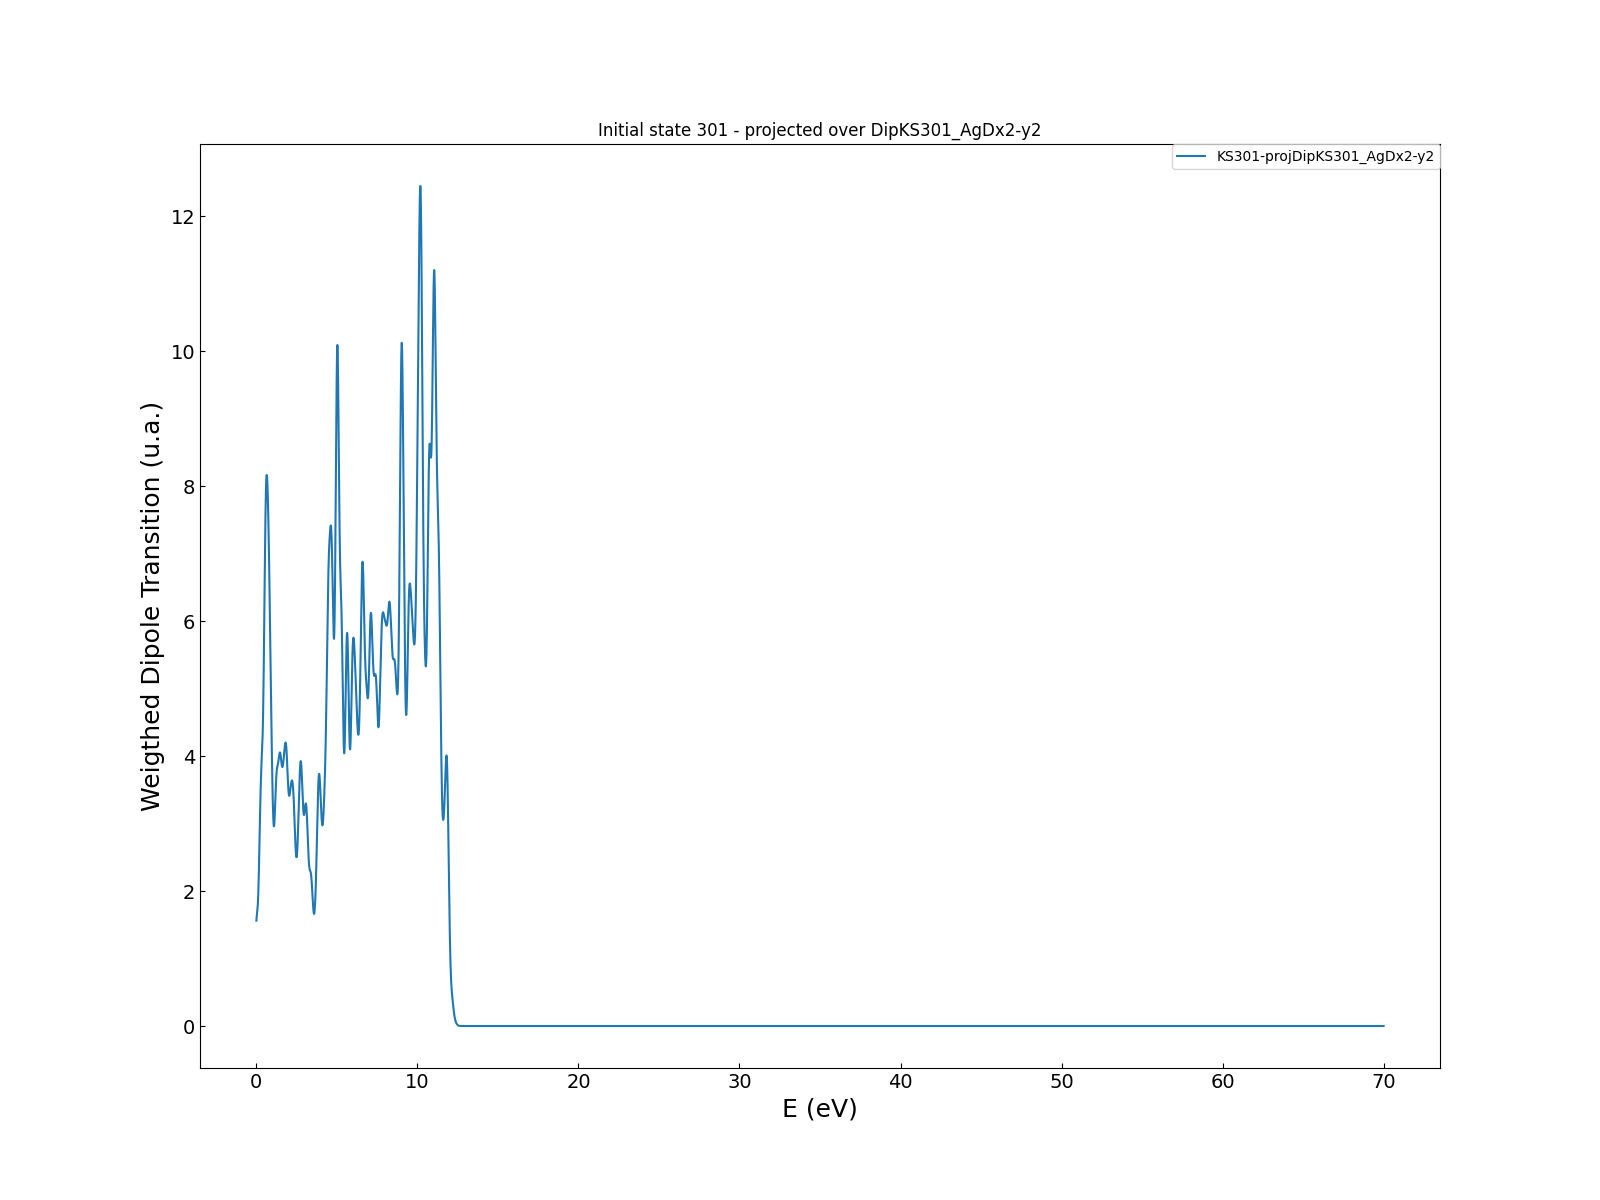 Initial state 301 - projected over DipKS301_AgDx2-y2
KS301-projDipKS301_AgDx2-y2
Weigthed Dipole Transition (u.a.)
12
10
8
6
4
2
0
0 10 20 30 40 50 60 70
E (eV)